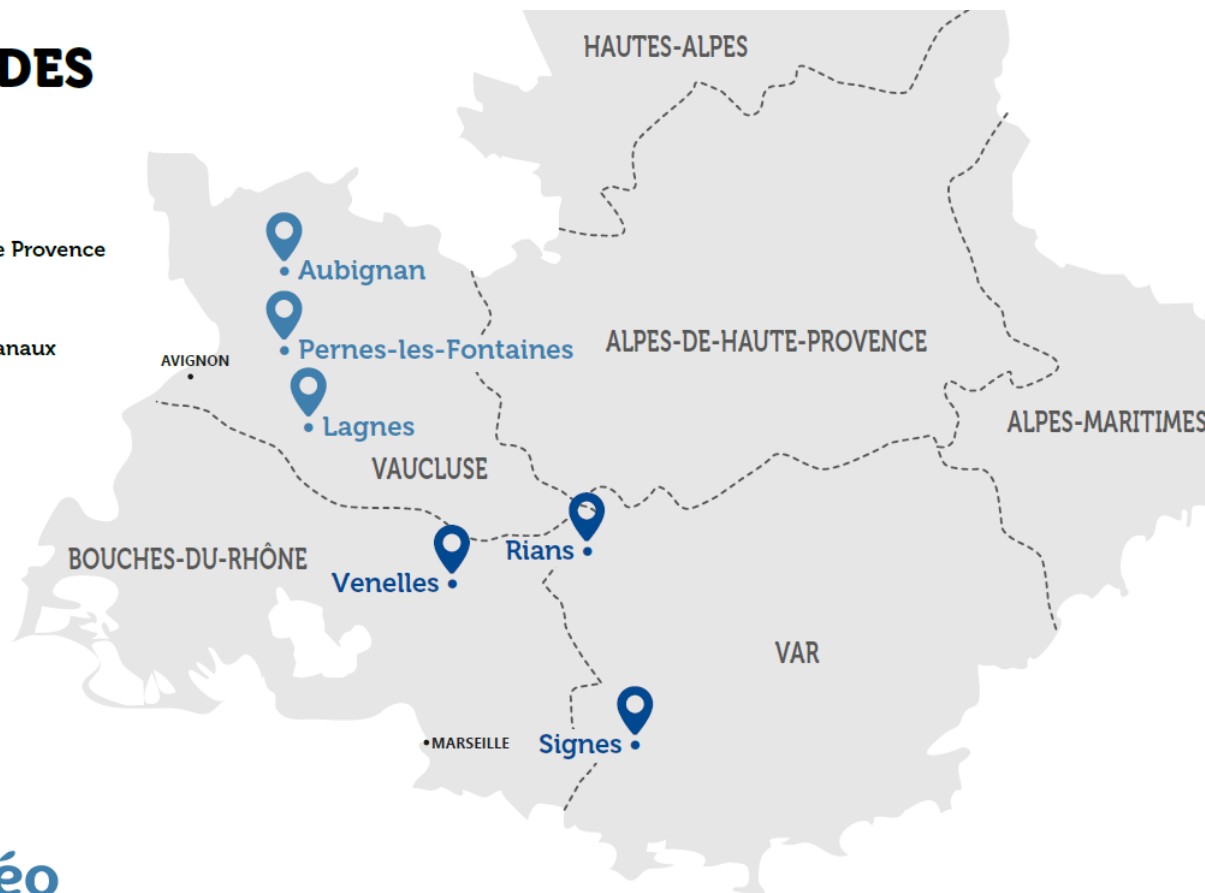 DES
HAUTES-ALPES
e Provence
Aubignan
anaux
Pernes-les-Fontaines
ALPES-DE-HAUTE-PROVENCE
AVIGNON
Lagnes
ALPES-MARITIMES
VAUCLUSE
Rians
BOUCHES-DU-RHÔNE
Venelles
VAR
MARSEILLE
Signes
éo